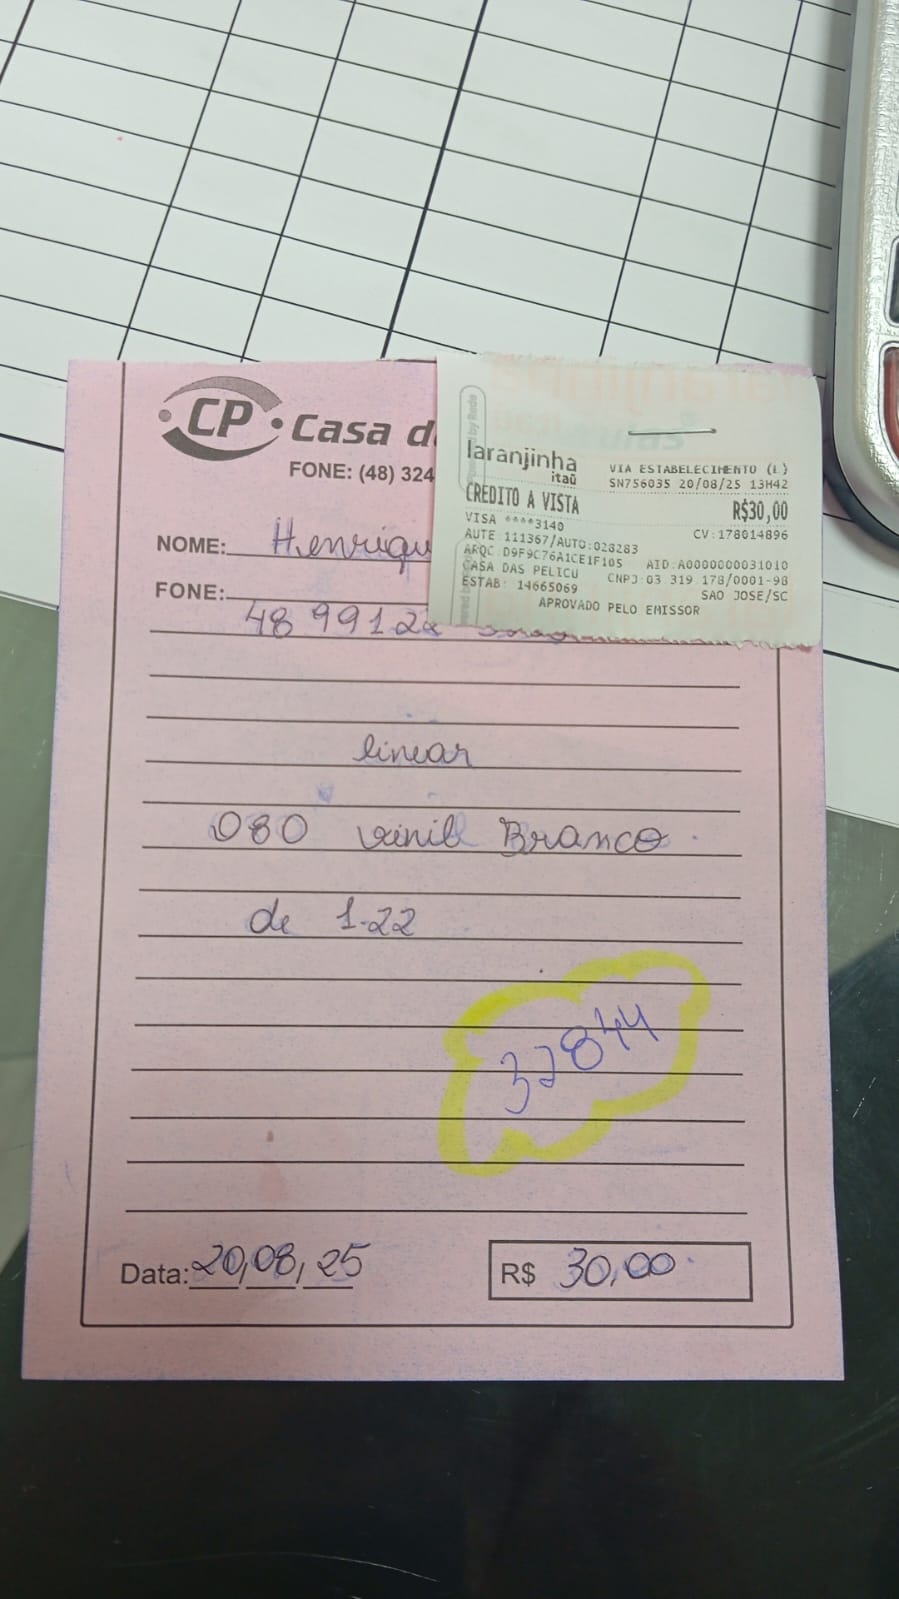 CP Casa d
FONE: (48) 324
NOME: Henriqu
FONE:
48 99122
laranjinha
itaú
VIA ESTABELECIMENTO (L)
SN756035 20/08/25 13H42
CREDITO A VISTA R$30,00
VISA ****3140 CV:178014896
AUTE 111367/AUTO:028283
ARQC:D9F9C76A1CE1F105 AID:A0000000031010
CASA DAS PELICU CNPJ:03 319.178/0001-98
ESTAB: 14665069 SAO JOSE/SC
APROVADO PELO EMISSOR
linear
080 vinil Branco
de 1.22
37844
Data: 20,08,25 R$ 30,00